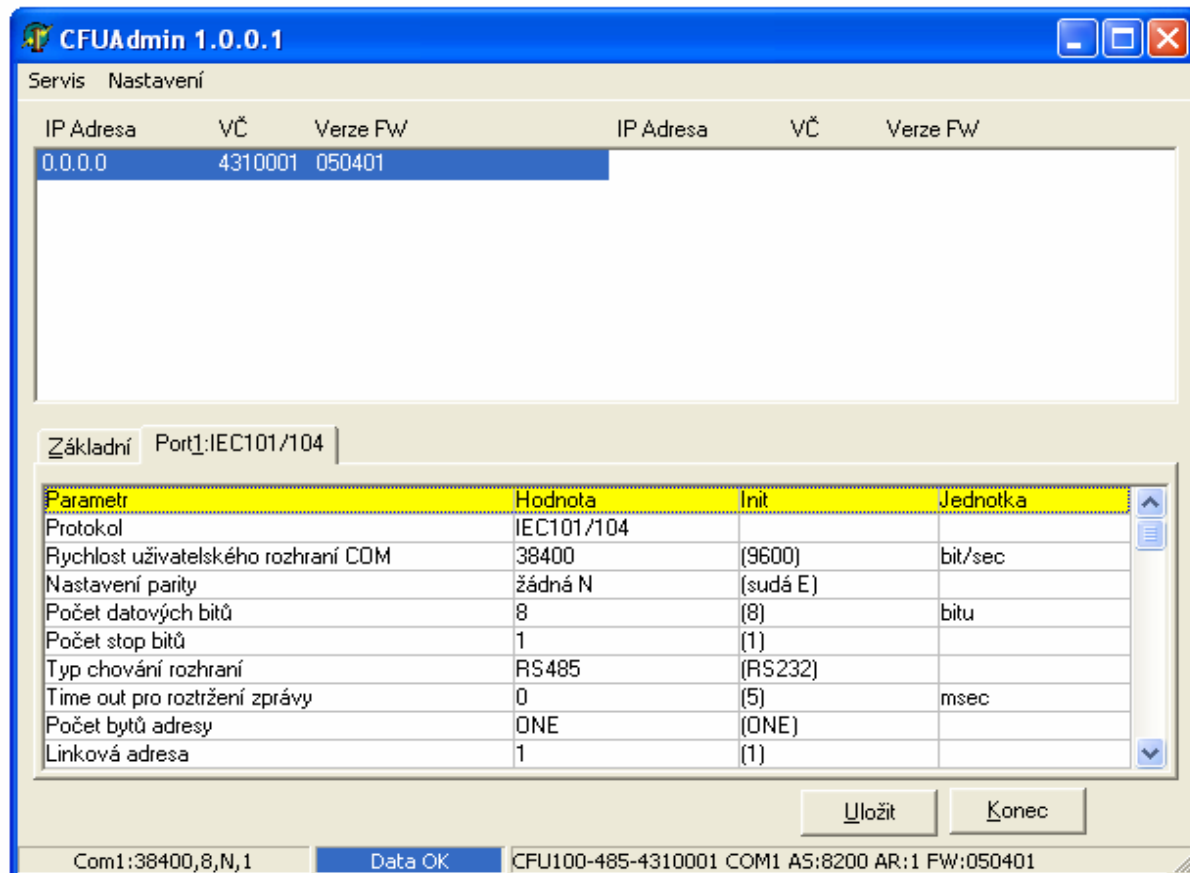 CFUAdmin 1.0.0.1
Servis Nastavení
IP Adresa VČ Verze FW IP Adresa VČ Verze FW
0.0.0.0 4310001 050401
Základní Port1:IEC101/104
Parametr Hodnota Init Jednotka
Protokol IEC101/104
Rychlost uživatelského rozhraní COM 38400 (9600) bit/sec
Nastavení parity žádná N (sudá E)
Počet datových bitů 8 (8) bitu
Počet stop bitů 1 (1)
Typ chování rozhraní RS485 (RS232)
Time out pro roztržení zprávy 0 (5) msec
Počet bytů adresy ONE (ONE)
Linková adresa 1 (1)
Uložit Konec
Com1:38400,8,N,1 Data OK CFU100-485-4310001 COM1 AS:8200 AR:1 FW:050401